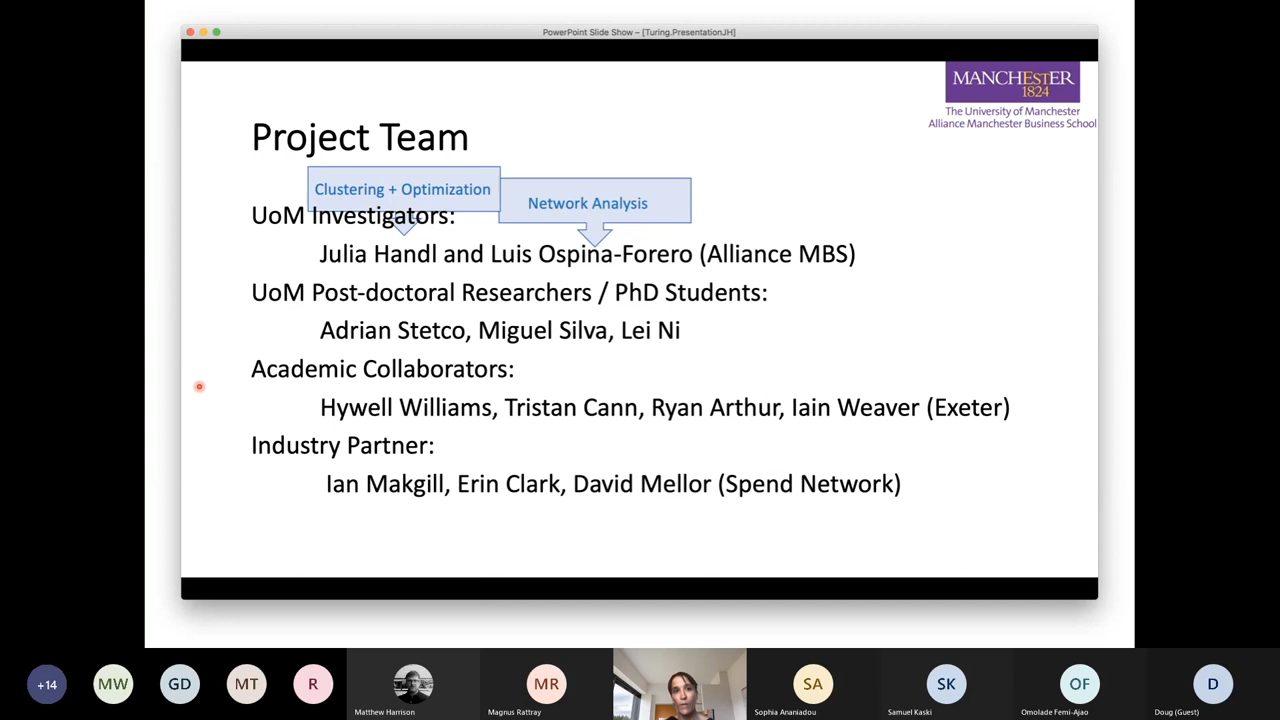 PowerPoint Slide Show – [Turing.PresentationJH]
MANCHESTER
1824
The University of Manchester
Alliance Manchester Business School
Project Team
Clustering + Optimization
Network Analysis
UoM Investigators:
Julia Handl and Luis Ospina-Forero (Alliance MBS)
UoM Post-doctoral Researchers / PhD Students:
Adrian Stetco, Miguel Silva, Lei Ni
Academic Collaborators:
Hywell Williams, Tristan Cann, Ryan Arthur, Iain Weaver (Exeter)
Industry Partner:
Ian Makgill, Erin Clark, David Mellor (Spend Network)
+14
MW
GD
MT
R
Matthew Harrison
MR
Magnus Rattray
SA
Sophia Ananiadou
SK
Samuel Kaski
OF
Omolade Femi-Ajao
D
Doug (Guest)